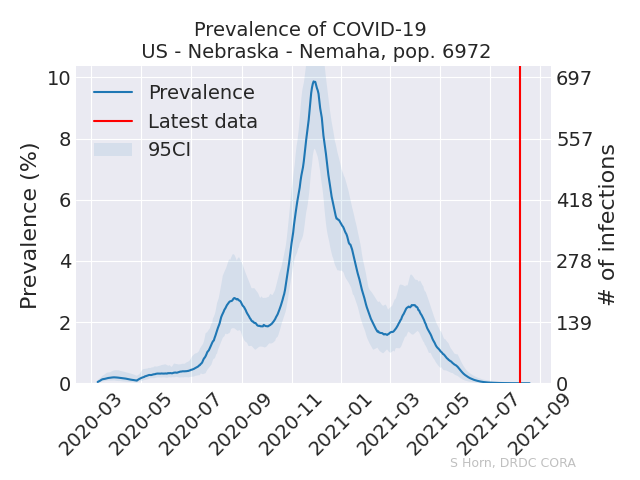 Prevalence of COVID-19
US - Nebraska - Nemaha, pop. 6972
Prevalence (%)
10
8
6
4
2
0
Prevalence
Latest data
95CI
697
557
418
278
139
0
# of infections
2020-03
2020-05
2020-07
2020-09
2020-11
2021-01
2021-03
2021-05
2021-07
2021-09
S Horn, DRDC CORA